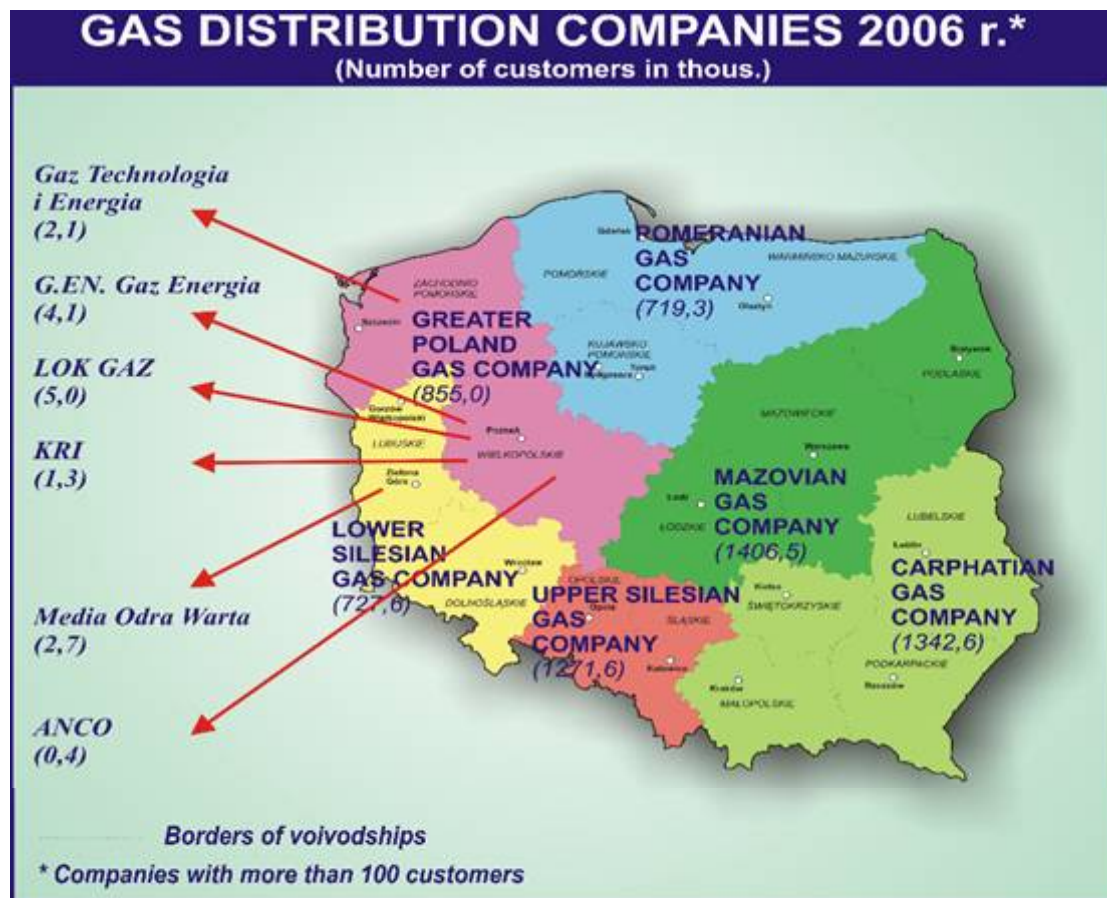 GAS DISTRIBUTION COMPANIES 2006 r.*
(Number of customers in thous.)
Gaz Technologia
i Energia
(2,1)
G.EN. Gaz Energia
(4,1)
LOK GAZ
(5,0)
KRI
(1,3)
Media Odra Warta
(2,7)
ANCO
(0,4)
Gdańsk
POMERANIAN
GAS
COMPANY
(719,3)
POMORSKIE
WARMIŃSKO MAZURSKIE
Olsztyn
ZACHODNIO
POMORSKIE
Szczecin
GREATER
POLAND
GAS COMPANY
(855,0)
KUJAWSKO
POMORSKIE
Bydgoszcz
Toruń
Białystok
PODLASKIE
Gorzów
Wielkopolski
LUBUSKIE
Poznań
WIELKOPOLSKIE
Zielona
Góra
MAZOWIECKIE
Warszawa
MAZOVIAN
GAS
COMPANY
(1406,5)
Łódź
ŁÓDZKIE
LOWER
SILESIAN
GAS COMPANY
(727,6)
Wrocław
DOLNOŚLĄSKIE
OPOLSKIE
Opole
UPPER SILESIAN
GAS
COMPANY
(1271,6)
ŚLĄSKIE
Katowice
LUBELSKIE
Lublin
CARPHATIAN
GAS
COMPANY
(1342,6)
Kielce
ŚWIĘTOKRZYSKIE
PODKARPACKIE
Rzeszów
Kraków
MAŁOPOLSKIE
Borders of voivodships
* Companies with more than 100 customers